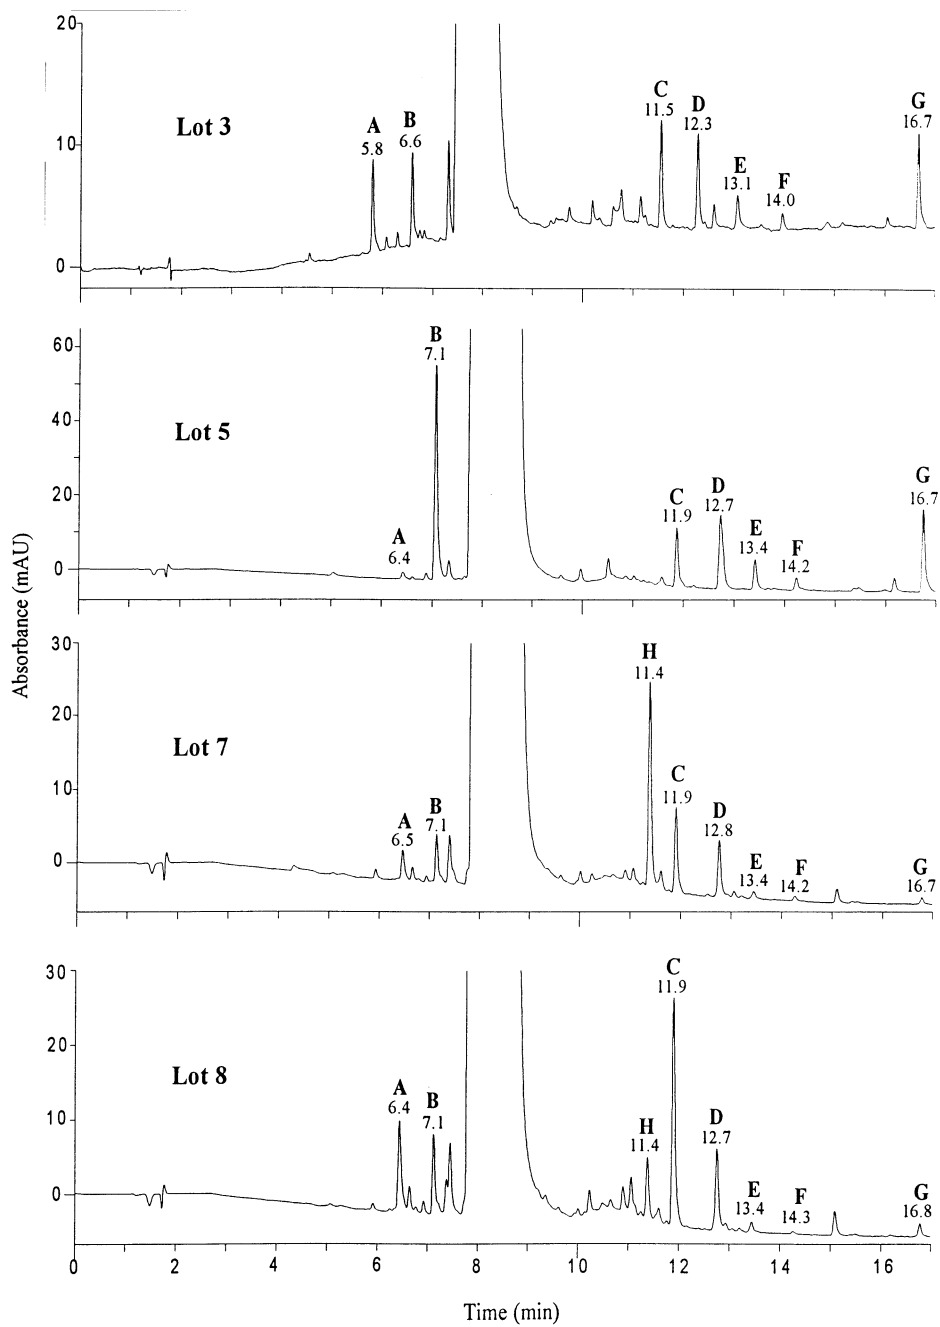 20
10
0
Lot 3
A
5.8
B
6.6
C
11.5
D
12.3
E
13.1
F
14.0
G
16.7
60
40
20
0
Lot 5
A
6.4
B
7.1
C
11.9
D
12.7
E
13.4
F
14.2
G
16.7
Absorbance (mAU)
30
20
10
0
Lot 7
A
6.5
B
7.1
H
11.4
C
11.9
D
12.8
E
13.4
F
14.2
G
16.7
30
20
10
0
Lot 8
A
6.4
B
7.1
H
11.4
C
11.9
D
12.7
E
13.4
F
14.3
G
16.8
0 2 4 6 8 10 12 14 16
Time (min)